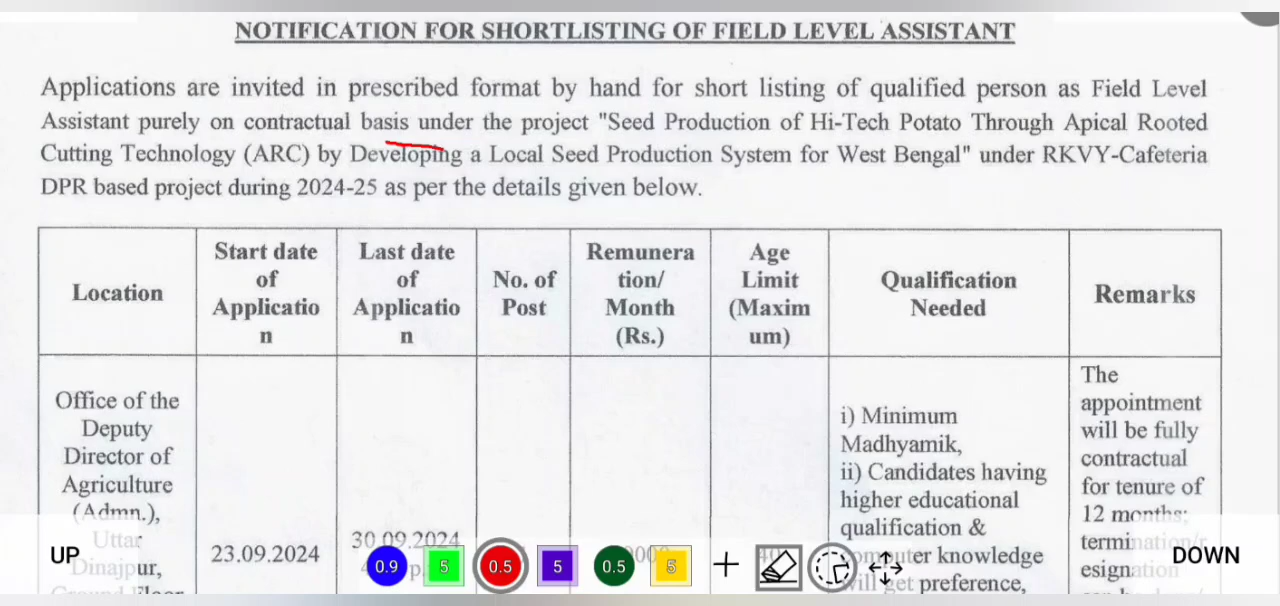 NOTIFICATION FOR SHORTLISTING OF FIELD LEVEL ASSISTANT
Applications are invited in prescribed format by hand for short listing of qualified person as Field Level
Assistant purely on contractual basis under the project "Seed Production of Hi-Tech Potato Through Apical Rooted
Cutting Technology (ARC) by Developing a Local Seed Production System for West Bengal" under RKVY-Cafeteria
DPR based project during 2024-25 as per the details given below.
Location
Start date
of
Applicatio
n
Last date
of
Applicatio
n
No. of
Post
Remunera
tion/
Month
(Rs.)
Age
Limit
(Maxim
um)
Qualification
Needed
Remarks
Office of the
Deputy
Director of
Agriculture
(Admn.),
Uttar
Dinajpur,
23.09.2024
30.09.2024
i) Minimum
Madhyamik,
ii) Candidates having
higher educational
qualification &
computer knowledge
will get preference,
The
appointment
will be fully
contractual
for tenure of
12 months;
termination/r
esignation
UP
0.9
5
0.5
5
0.5
5
DOWN